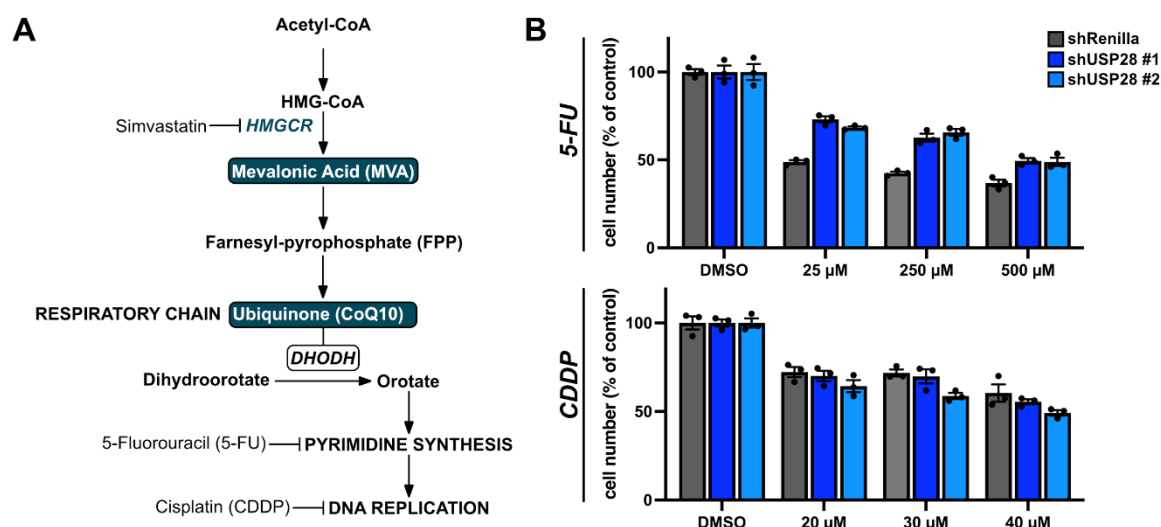 A
Acetyl-CoA
HMG-CoA
Simvastatin
HMGCR
Mevalonic Acid (MVA)
Farnesyl-pyrophosphate (FPP)
RESPIRATORY CHAIN
Ubiquinone (CoQ10)
DHODH
Dihydroorotate
Orotate
5-Fluorouracil (5-FU)
PYRIMIDINE SYNTHESIS
Cisplatin (CDDP)
DNA REPLICATION
B
shRenilla
shUSP28 #1
shUSP28 #2
5-FU
cell number (% of control)
100
50
0
DMSO
25 µM
250 µM
500 µM
CDDP
cell number (% of control)
100
50
0
DMSO
20 µM
30 µM
40 µM